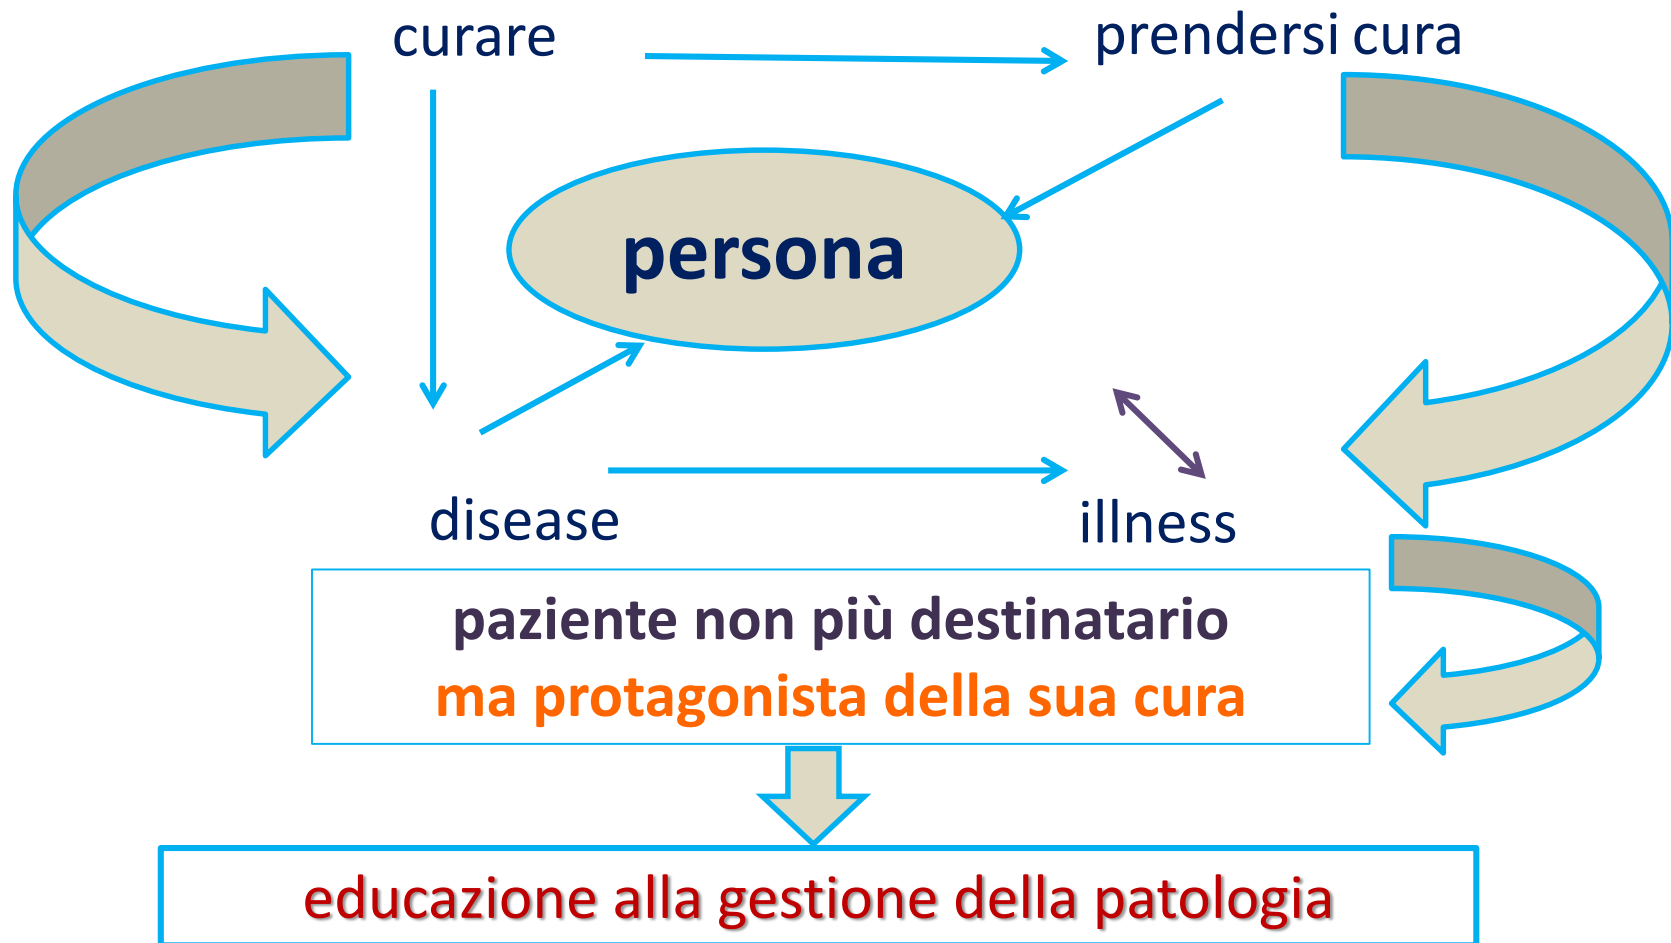 curare
prendersi cura
persona
disease
illness
paziente non più destinatario
ma protagonista della sua cura
educazione alla gestione della patologia